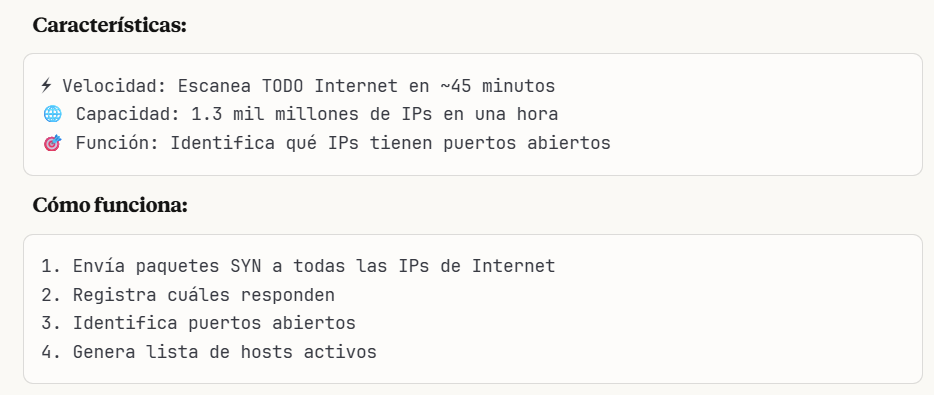 Características:
⚡ Velocidad: Escanea TODO Internet en ~45 minutos
🌐 Capacidad: 1.3 mil millones de IPs en una hora
🎯 Función: Identifica qué IPs tienen puertos abiertos
Cómo funciona:
1. Envía paquetes SYN a todas las IPs de Internet
2. Registra cuáles responden
3. Identifica puertos abiertos
4. Genera lista de hosts activos